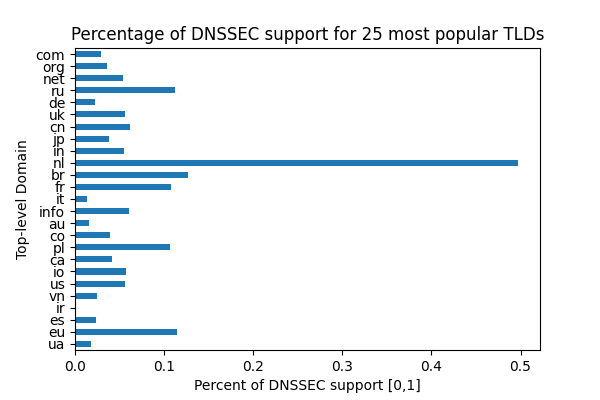 Percentage of DNSSEC support for 25 most popular TLDs
com
org
net
ru
de
uk
cn
jp
in
nl
br
fr
it
info
au
co
pl
ca
io
us
vn
ir
es
eu
ua
Top-level Domain
0.0 0.1 0.2 0.3 0.4 0.5
Percent of DNSSEC support [0,1]